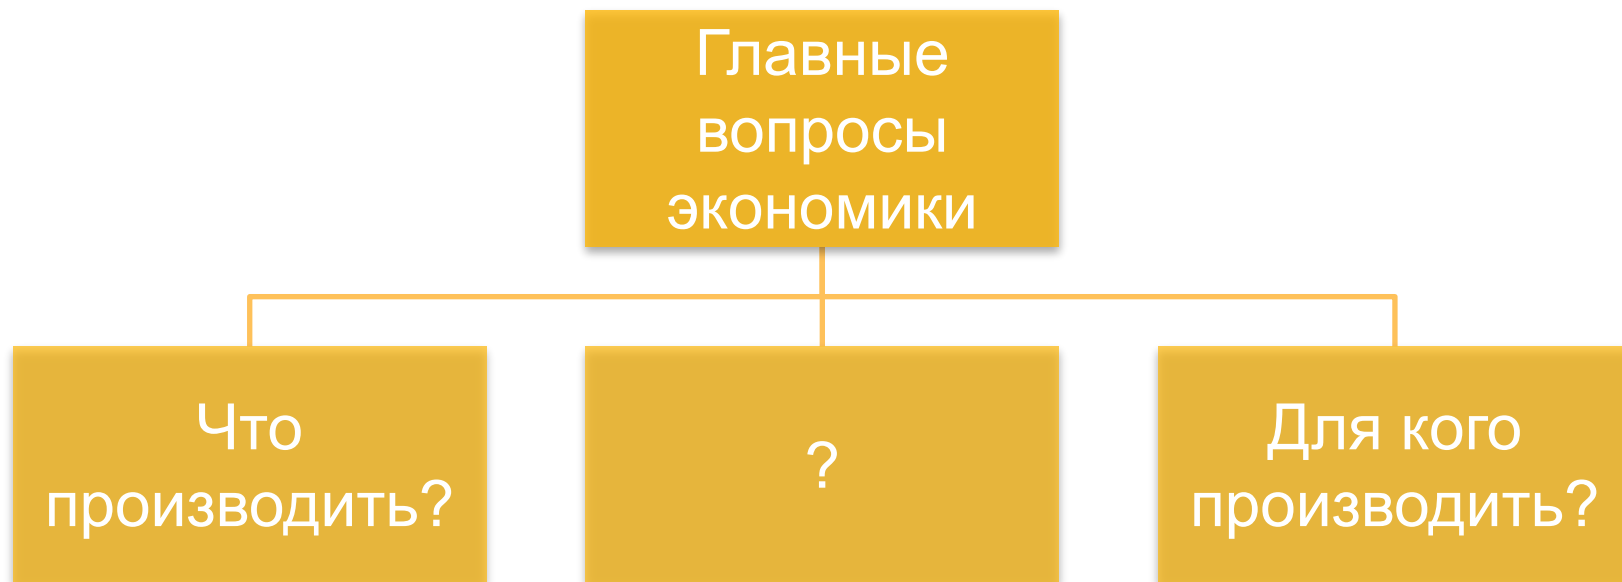 Главные
вопросы
экономики
Что
производить?
?
Для кого
производить?